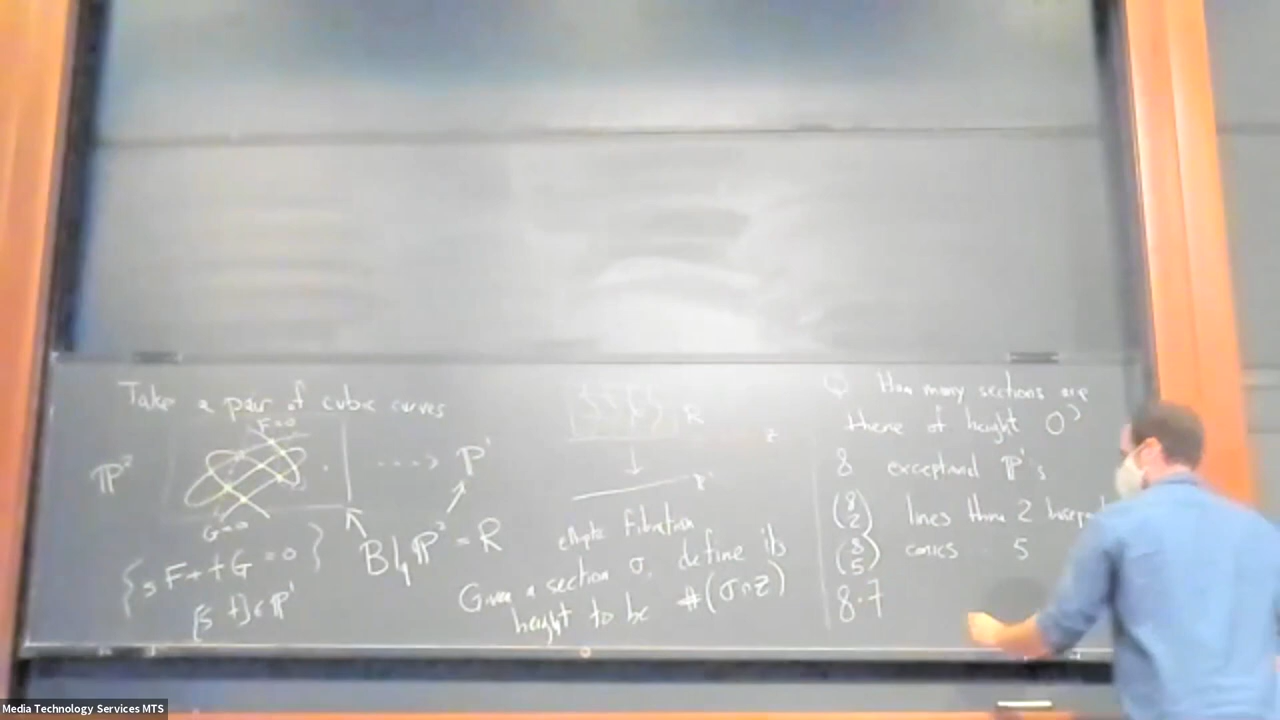 Take a pair of cubic curves
F=0
ℙ²
G=0
{sF+tG=0}
[s t]∈ℙ¹
ℙ¹
Bl₉ℙ²=R
R
z
ℙ¹
elliptic fibration
Given a section σ, define its
height to be #(σ∩z)
Q How many sections are
there of height 0?
8 exceptional ℙ¹'s
(8 2) lines thru 2
(8 5) conics 5
8·7
Media Technology Services MTS